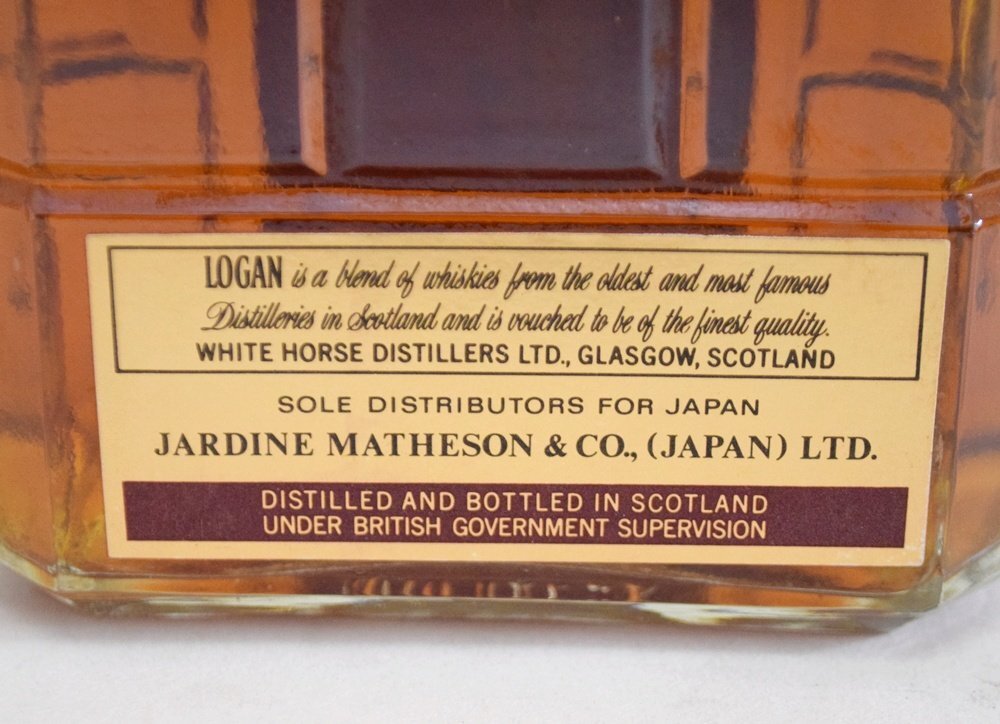 LOGAN is a blend of whiskies from the oldest and most famous
Distilleries in Scotland and is vouched to be of the finest quality.
WHITE HORSE DISTILLERS LTD., GLASGOW, SCOTLAND
SOLE DISTRIBUTORS FOR JAPAN
JARDINE MATHESON & CO., (JAPAN) LTD.
DISTILLED AND BOTTLED IN SCOTLAND
UNDER BRITISH GOVERNMENT SUPERVISION